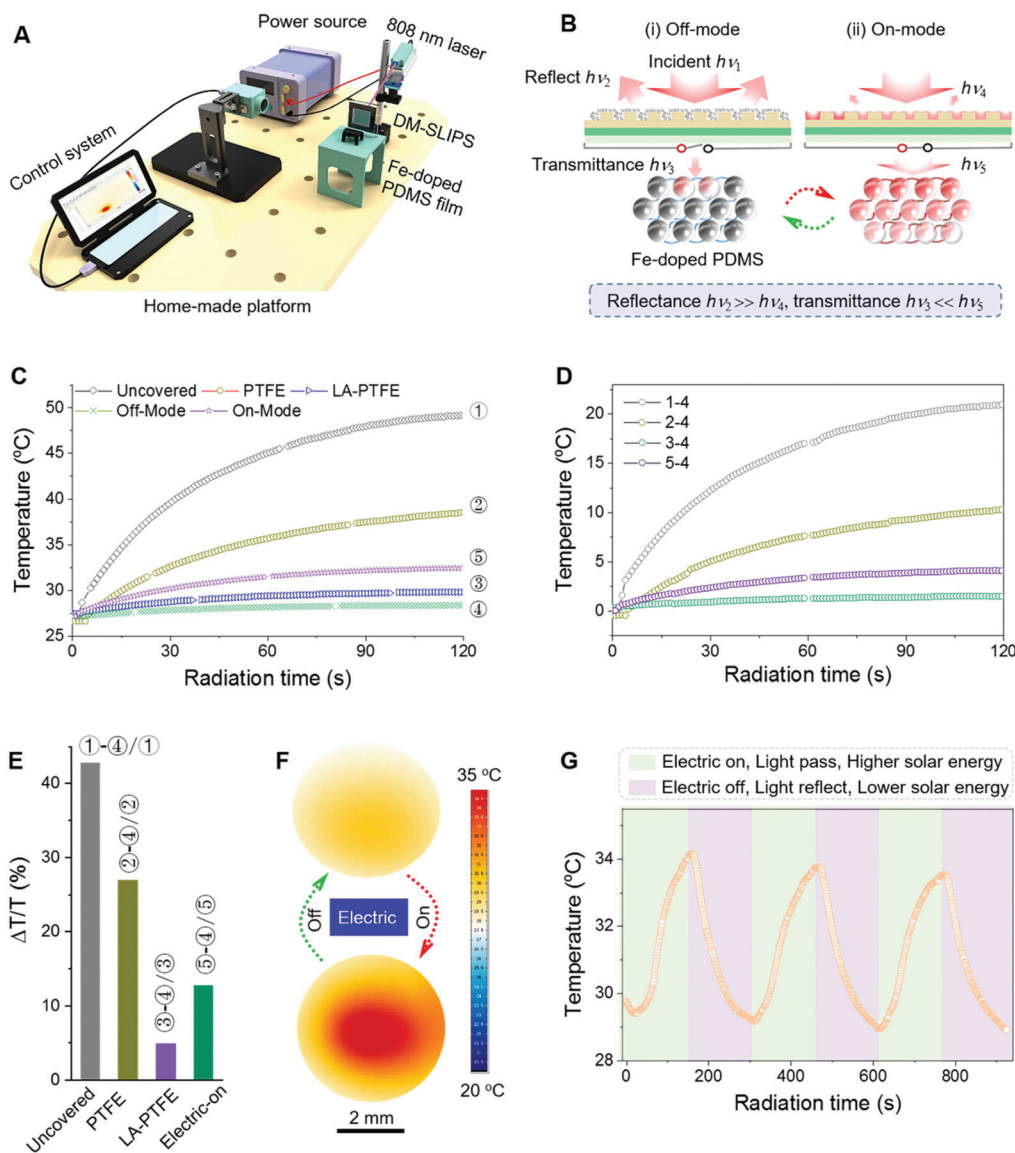 A
Power source
808 nm laser
Control system
DM-SLIPS
Fe-doped
PDMS film
Home-made platform
B
(i) Off-mode
(ii) On-mode
Incident hν1
Reflect hν2
hν4
Transmittance
hν3
hν5
Fe-doped PDMS
Reflectance hν2 >> hν4, transmittance hν3 << hν5
C
Uncovered PTFE LA-PTFE
Off-Mode On-Mode
Temperature (ºC)
50
45
40
35
30
25
①
②
⑤
③
④
0 30 60 90 120
Radiation time (s)
D
1-4
2-4
3-4
5-4
Temperature (ºC)
20
15
10
5
0
0 30 60 90 120
Radiation time (s)
E
①-④/①
②-④/②
③-④/③
⑤-④/⑤
ΔT/T (%)
40
30
20
10
0
Uncovered
PTFE
LA-PTFE
Electric-on
F
35 ºC
Off
Electric
On
20 ºC
2 mm
G
Electric on, Light pass, Higher solar energy
Electric off, Light reflect, Lower solar energy
Temperature (ºC)
34
32
30
28
0 200 400 600 800
Radiation time (s)